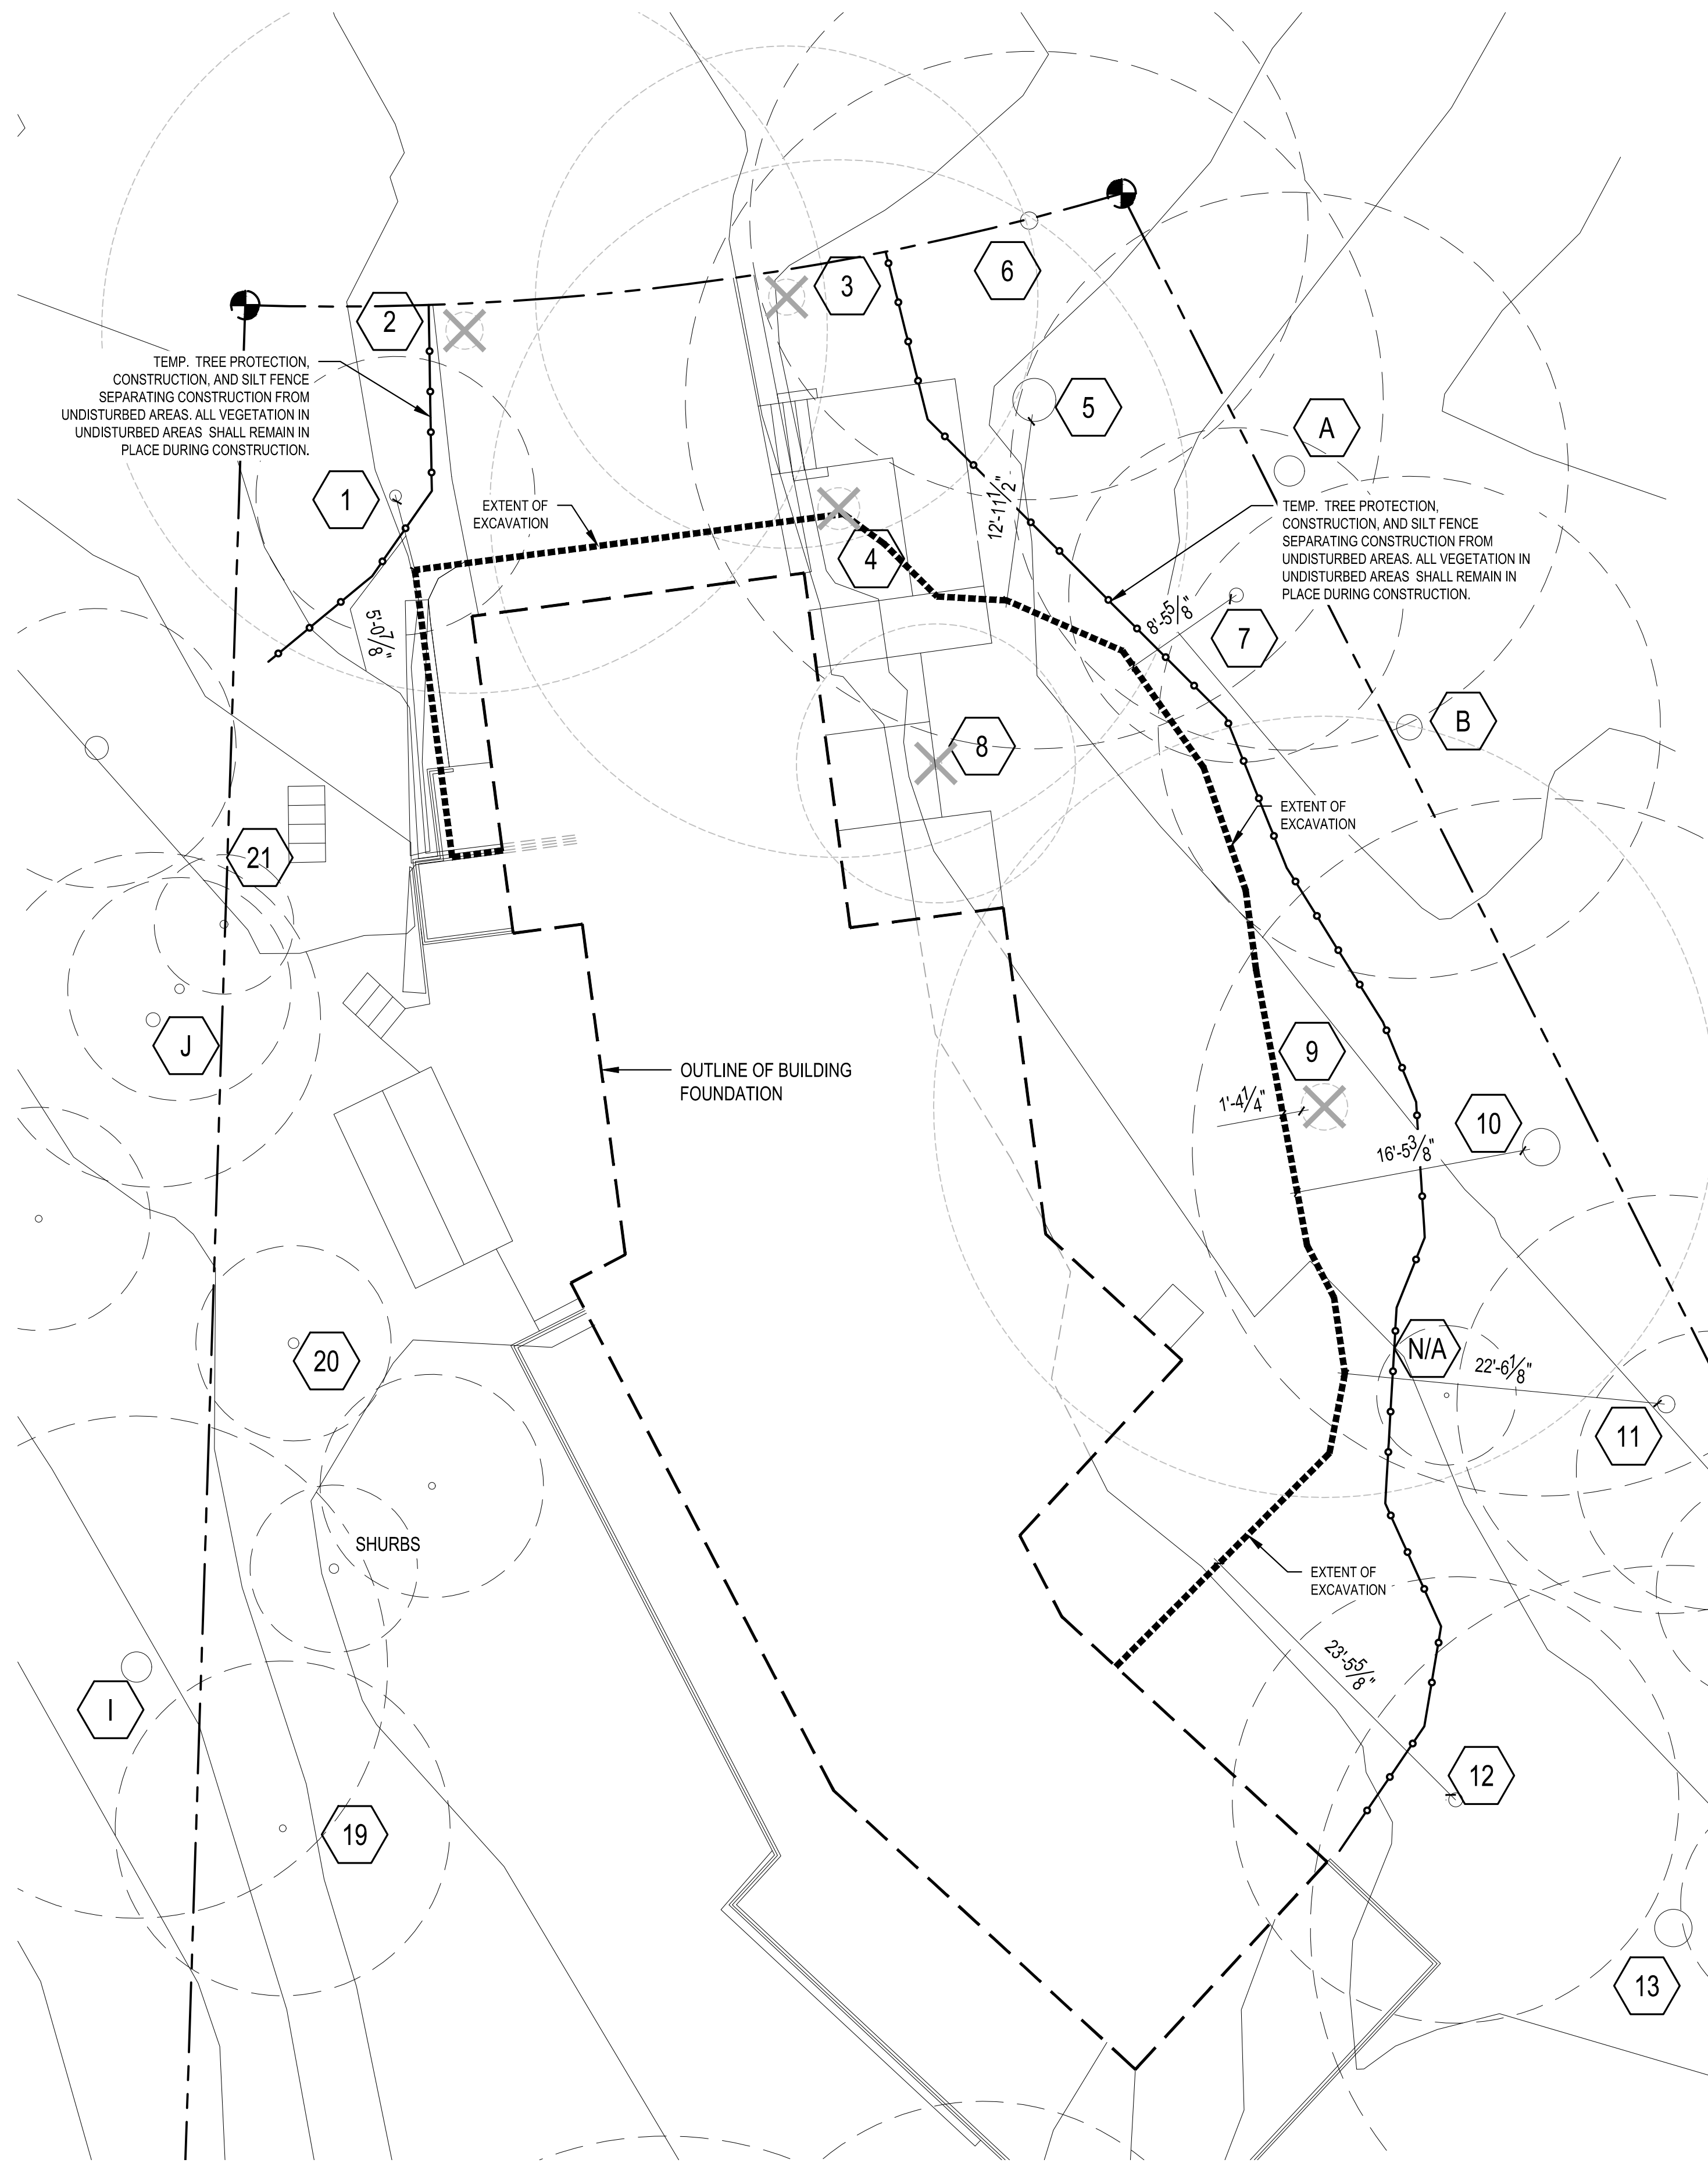 6
3
2
TEMP. TREE PROTECTION,
CONSTRUCTION, AND SILT FENCE
SEPARATING CONSTRUCTION FROM
UNDISTURBED AREAS. ALL VEGETATION IN
UNDISTURBED AREAS SHALL REMAIN IN
PLACE DURING CONSTRUCTION.
5
A
1
EXTENT OF
EXCAVATION
12'-11 1/2"
TEMP. TREE PROTECTION,
CONSTRUCTION, AND SILT FENCE
SEPARATING CONSTRUCTION FROM
UNDISTURBED AREAS. ALL VEGETATION IN
UNDISTURBED AREAS SHALL REMAIN IN
PLACE DURING CONSTRUCTION.
4
5'-0 7/8"
8'-5 5/8"
7
B
8
EXTENT OF
EXCAVATION
21
J
OUTLINE OF BUILDING
FOUNDATION
9
1'-4 1/4"
10
16'-5 3/8"
N/A
20
22'-6 1/8"
11
SHURBS
EXTENT OF
EXCAVATION
23'-5 5/8"
I
12
19
13